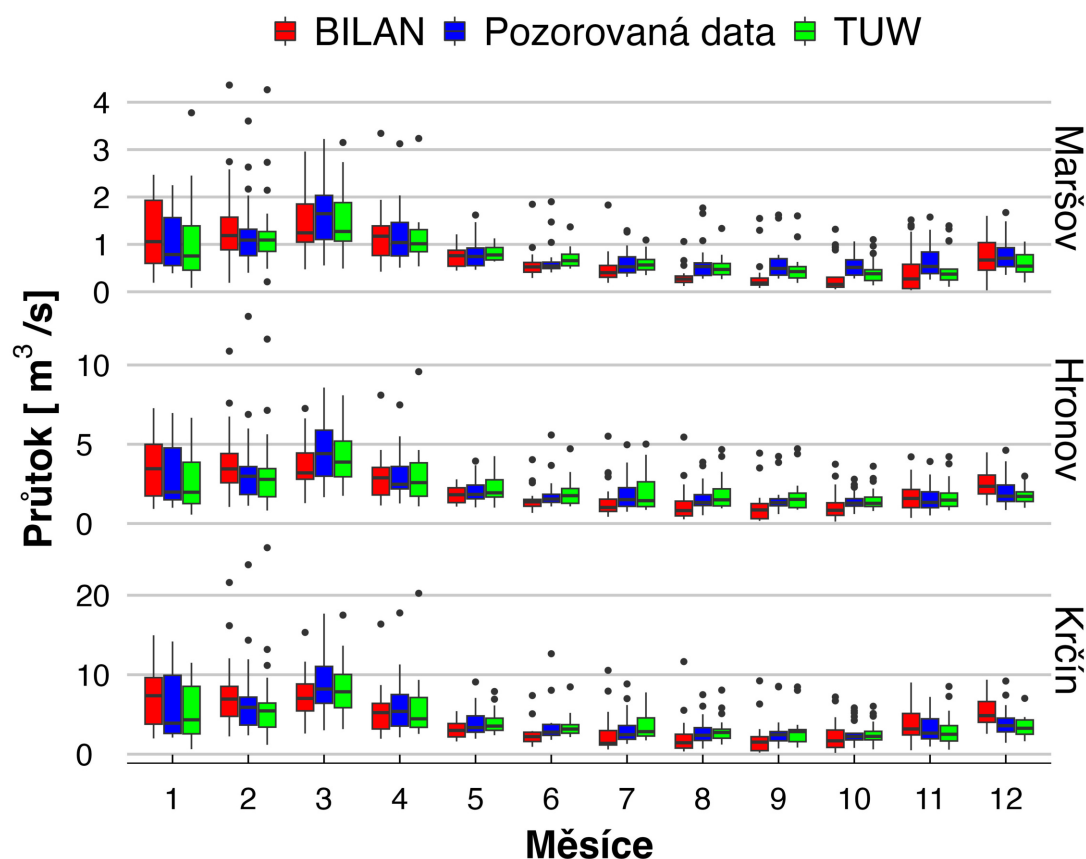 BILAN Pozorovaná data TUW
Průtok [ m³ /s]
4
3
2
1
0
Maršov
10
5
0
Hronov
20
10
0
Krčín
1 2 3 4 5 6 7 8 9 10 11 12
Měsíce